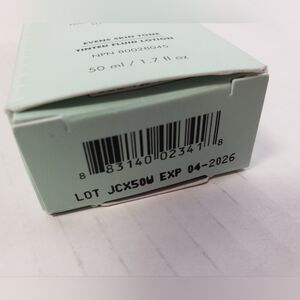 EVENS SKIN TONE
TINTED FLUID LOTION
NPN 80028045
50 ml / 1.7 fl oz
8 83140 02341 8
LOT JCX50W EXP 04-2026